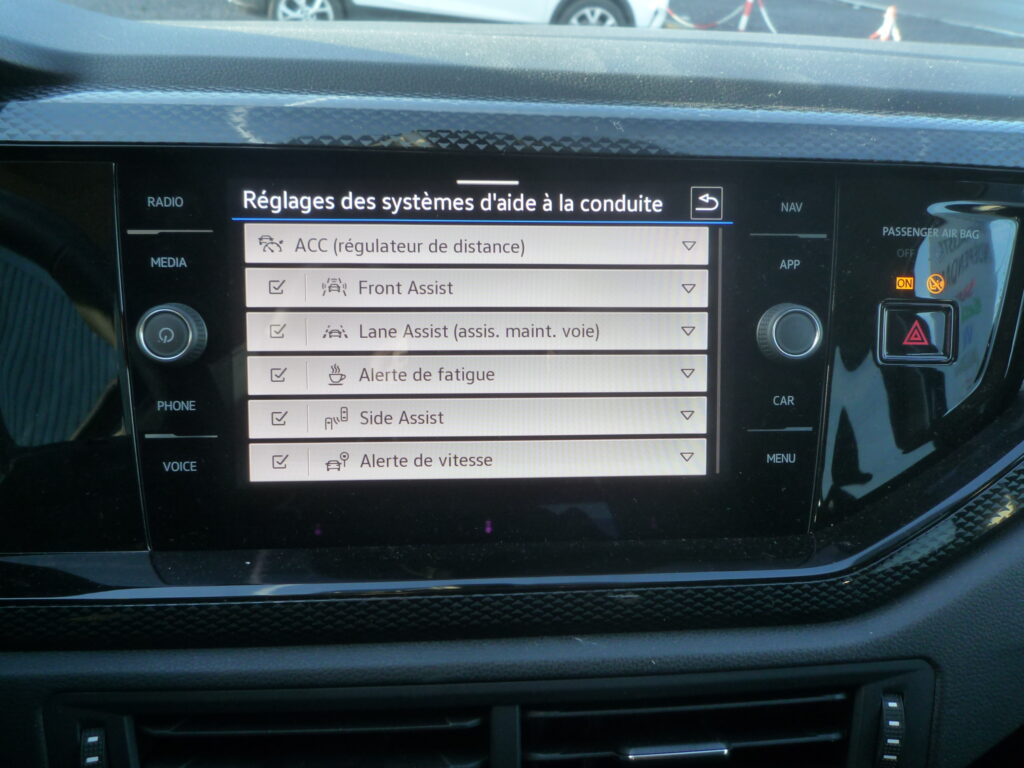 RADIO
MEDIA
PHONE
VOICE
Réglages des systèmes d'aide à la conduite
ACC (régulateur de distance)
Front Assist
Lane Assist (assis. maint. voie)
Alerte de fatigue
Side Assist
Alerte de vitesse
NAV
APP
CAR
MENU
PASSENGER AIR BAG
OFF
ON